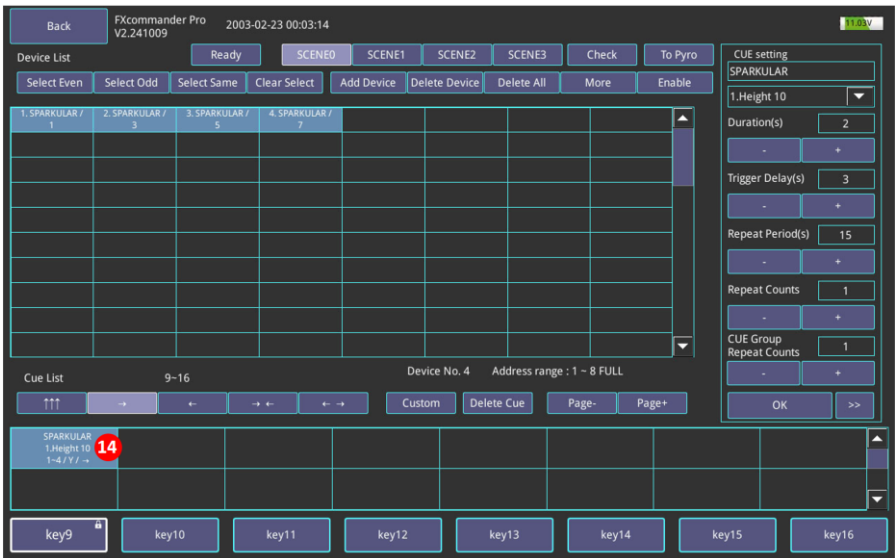 Back
FXcommander Pro
V2.241009
2003-02-23 00:03:14
11.03V
Device List
Ready
SCENE0
SCENE1
SCENE2
SCENE3
Check
To Pyro
Select Even
Select Odd
Select Same
Clear Select
Add Device
Delete Device
Delete All
More
Enable
1. SPARKULAR /
1
2. SPARKULAR /
3
3. SPARKULAR /
5
4. SPARKULAR /
7
CUE setting
SPARKULAR
1.Height 10
Duration(s)
2
-
+
Trigger Delay(s)
3
-
+
Repeat Period(s)
15
-
+
Repeat Counts
1
-
+
CUE Group
Repeat Counts
1
-
+
OK
>>
Cue List
9~16
Device No. 4
Address range : 1 ~ 8 FULL
↑↑↑
→
←
→ ←
← →
Custom
Delete Cue
Page-
Page+
SPARKULAR
1.Height 10
1~4 / Y / →
14
key9
key10
key11
key12
key13
key14
key15
key16